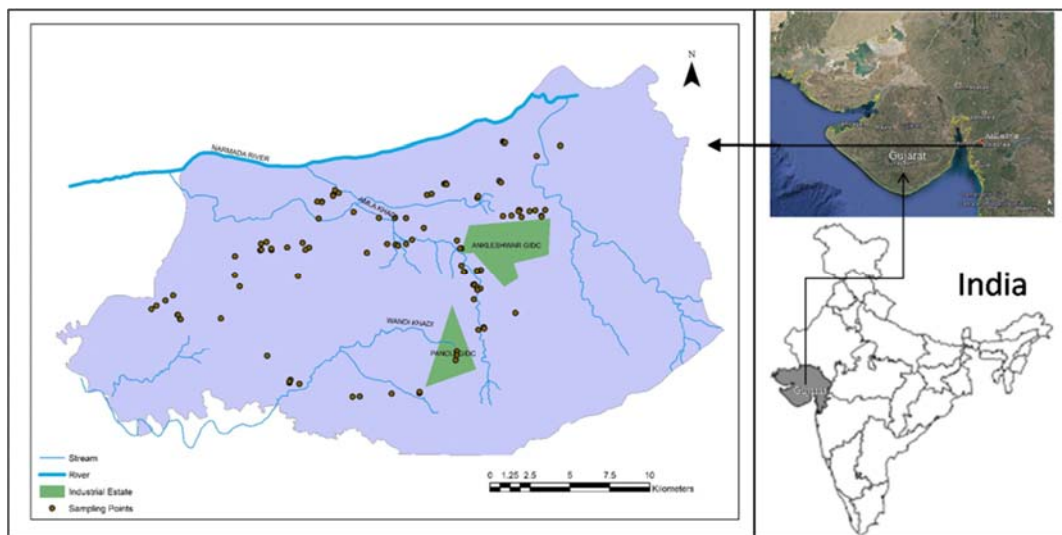 N
NARMADA RIVER
AMLA KHADI
ANKLESHWAR GIDC
WANDI KHADI
PANOLI GIDC
Stream
River
Industrial Estate
Sampling Points
0 1.25 2.5 5 7.5 10
Kilometers
Gujarat
India
Gujarat